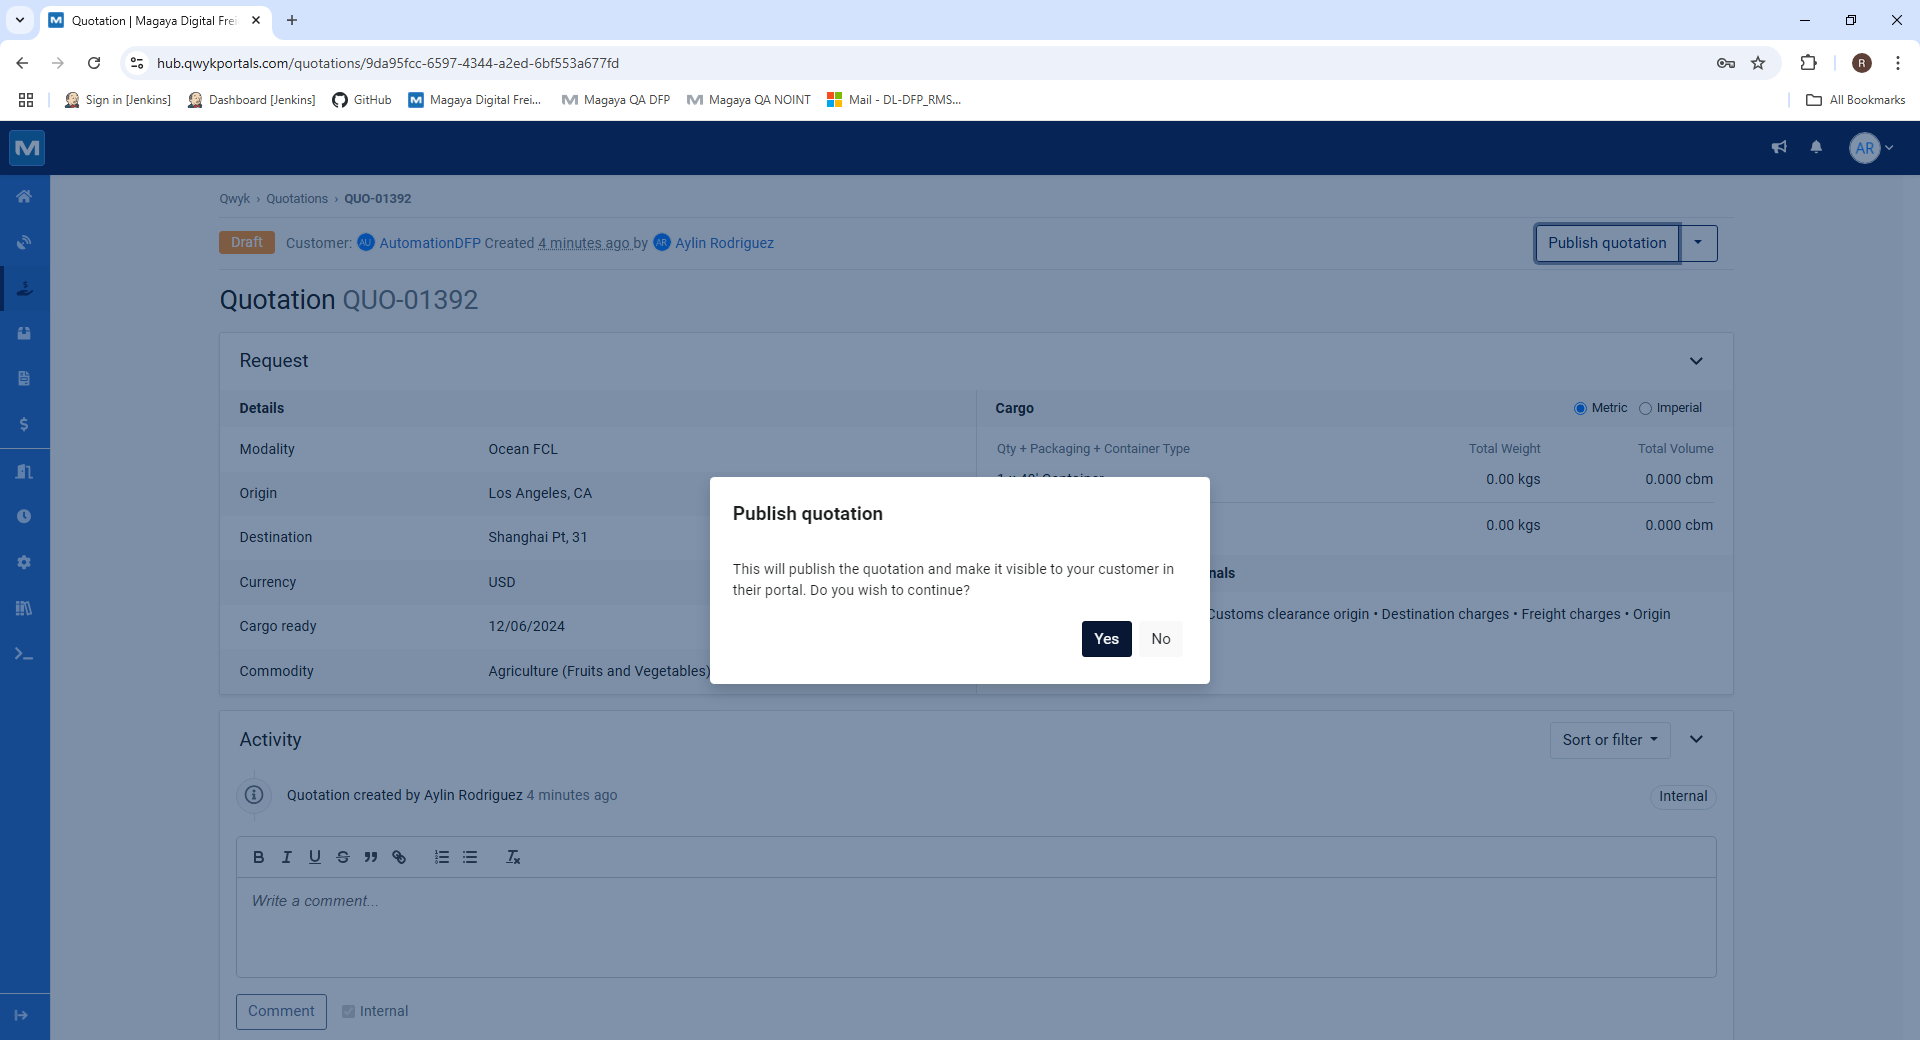 Quotation | Magaya Digital Frei
hub.qwykportals.com/quotations/9da95fcc-6597-4344-a2ed-6bf553a677fd
R
Sign in [Jenkins]
Dashboard [Jenkins]
GitHub
Magaya Digital Frei...
Magaya QA DFP
Magaya QA NOINT
Mail - DL-DFP_RMS...
All Bookmarks
M
AR
Qwyk › Quotations › QUO-01392
Draft Customer: AU AutomationDFP Created 4 minutes ago by AR Aylin Rodriguez
Publish quotation
Quotation QUO-01392
Request
Details
Modality Ocean FCL
Origin Los Angeles, CA
Destination Shanghai Pt, 31
Currency USD
Cargo ready 12/06/2024
Commodity Agriculture (Fruits and Vegetables)
Cargo
Metric Imperial
Qty + Packaging + Container Type Total Weight Total Volume
1 x 40' Container 0.00 kgs 0.000 cbm
0.00 kgs 0.000 cbm
nals
Customs clearance origin • Destination charges • Freight charges • Origin
Publish quotation
This will publish the quotation and make it visible to your customer in
their portal. Do you wish to continue?
Yes No
Activity
Sort or filter
Quotation created by Aylin Rodriguez 4 minutes ago
Internal
B I U S
Write a comment...
Comment
Internal